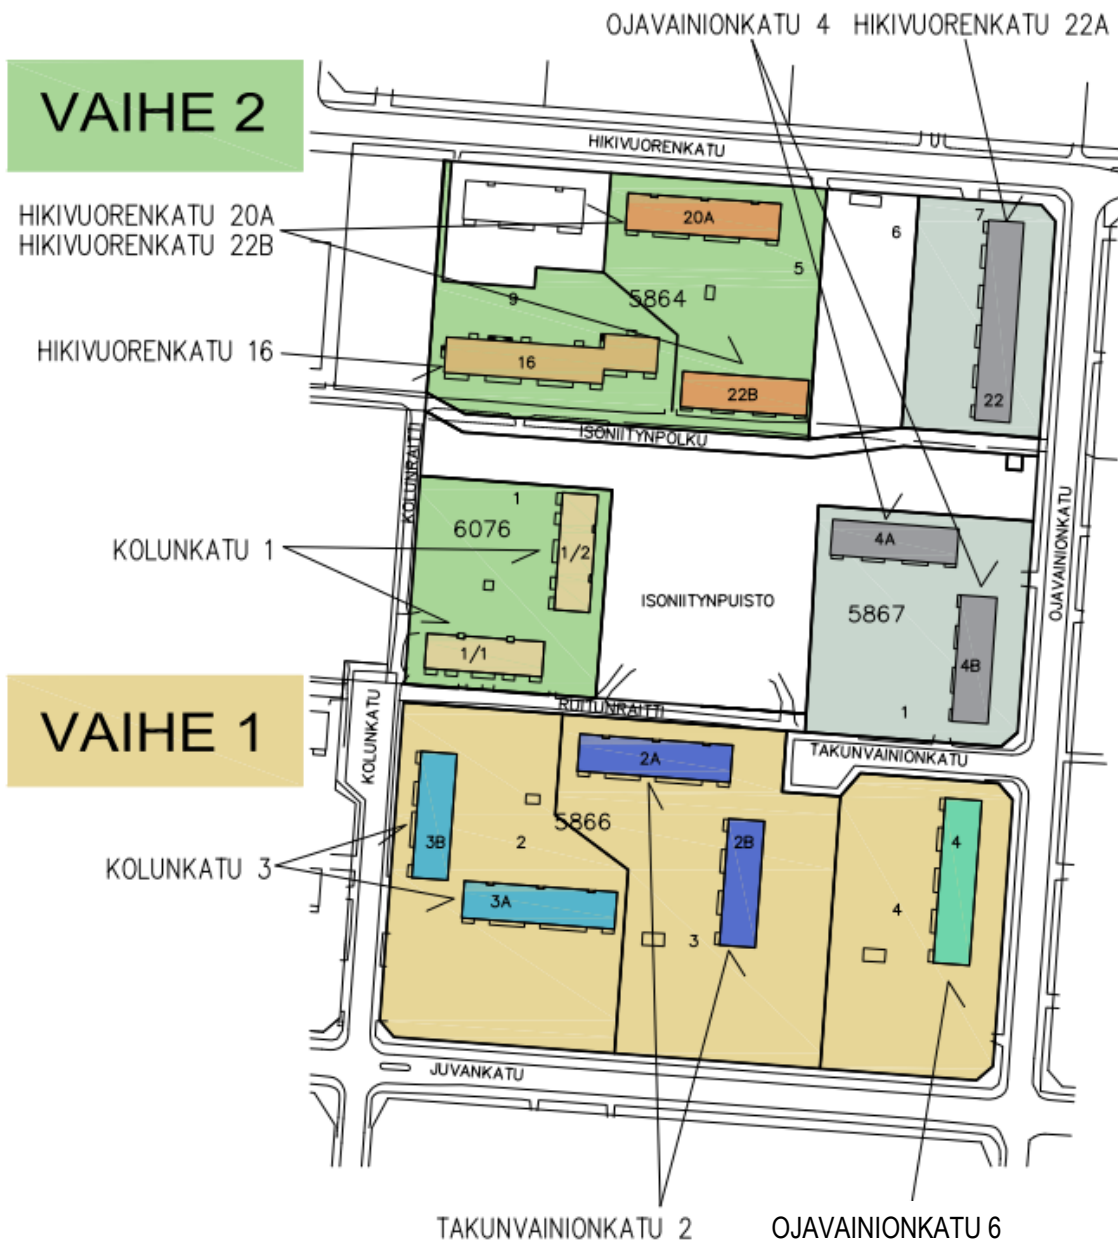 OJAVAINIONKATU 4 HIKIVUORENKATU 22A
VAIHE 2
HIKIVUORENKATU
HIKIVUORENKATU 20A
HIKIVUORENKATU 22B
20A
7
6
5
9
5864
HIKIVUORENKATU 16
16
22B
22
ISONIITYNPOLKU
KOLUNRAITTI
OJAVAINIONKATU
1
6076
KOLUNKATU 1
1/2
4A
ISONIITYNPUISTO
5867
1/1
4B
VAIHE 1
RUITUNRAITTI
1
TAKUNVAINIONKATU
KOLUNKATU
2A
5866
3B
2
2B
4
KOLUNKATU 3
3A
4
3
JUVANKATU
TAKUNVAINIONKATU 2
OJAVAINIONKATU 6